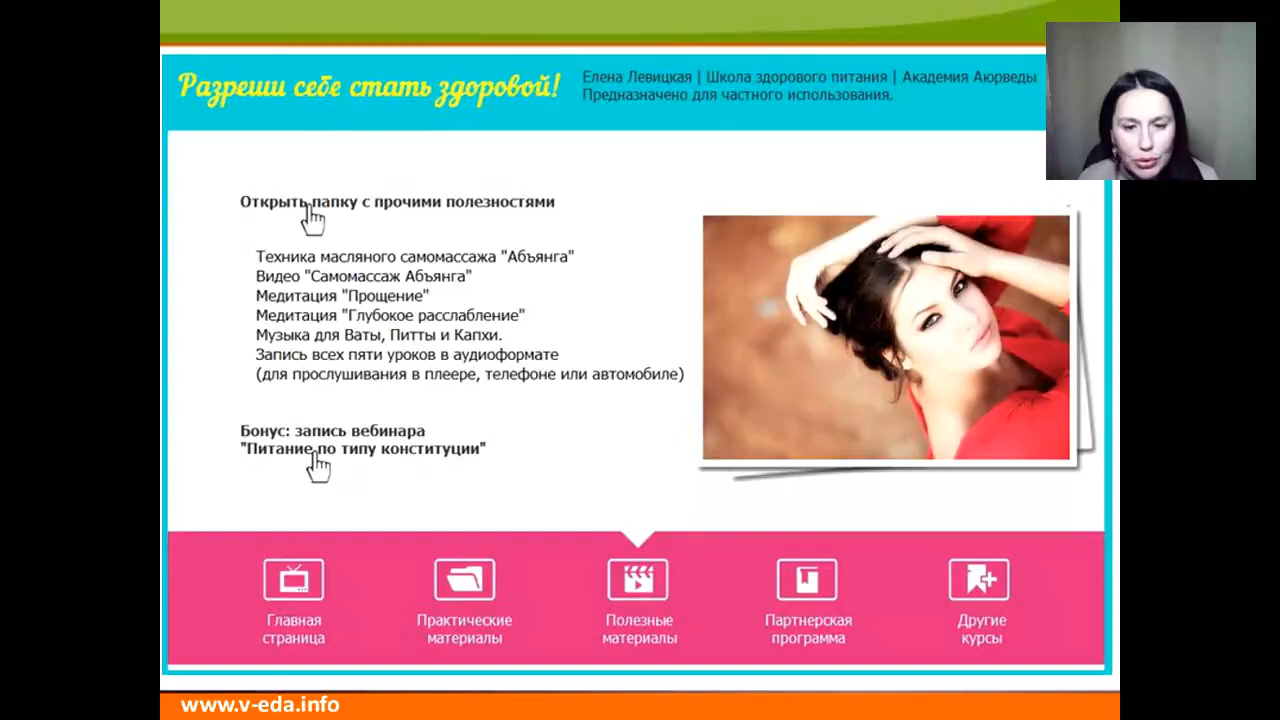 Разреши себе стать здоровой!
Елена Левицкая | Школа здорового питания | Академия Аюрведы
Предназначено для частного использования.
Открыть папку с прочими полезностями
Техника масляного самомассажа "Абъянга"
Видео "Самомассаж Абъянга"
Медитация "Прощение"
Медитация "Глубокое расслабление"
Музыка для Ваты, Питты и Капхи.
Запись всех пяти уроков в аудиоформате
(для прослушивания в плеере, телефоне или автомобиле)
Бонус: запись вебинара
"Питание по типу конституции"
Главная
страница
Практические
материалы
Полезные
материалы
Партнерская
программа
Другие
курсы
www.v-eda.info